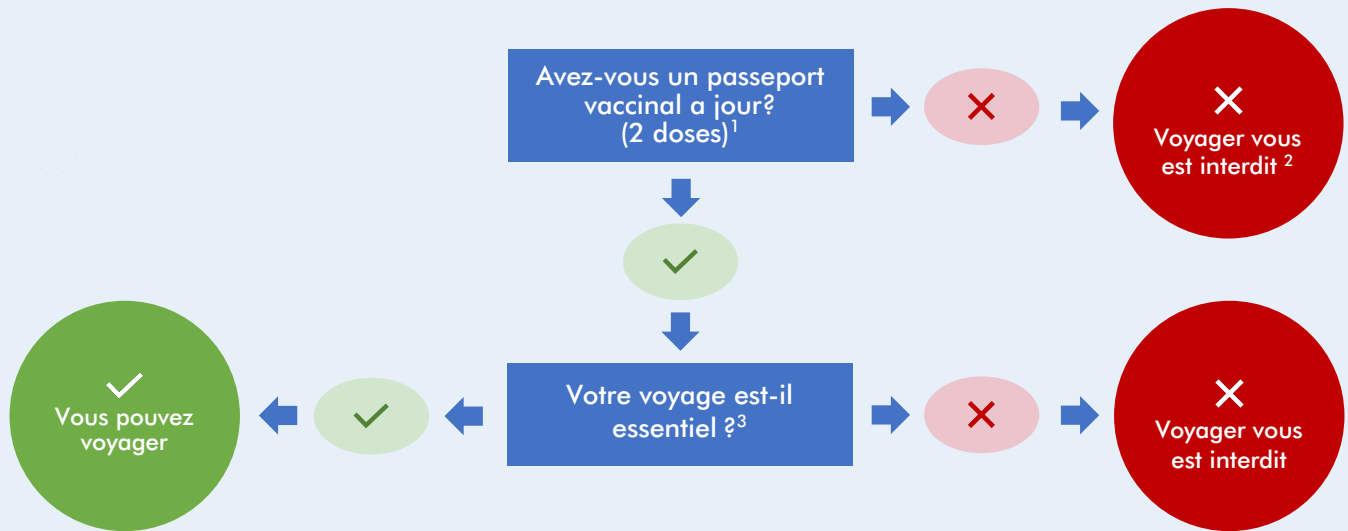 Avez-vous un passeport
vaccinal a jour?
(2 doses)¹
Voyager vous
est interdit ²
Vous pouvez
voyager
Votre voyage est-il
essentiel ?³
Voyager vous
est interdit